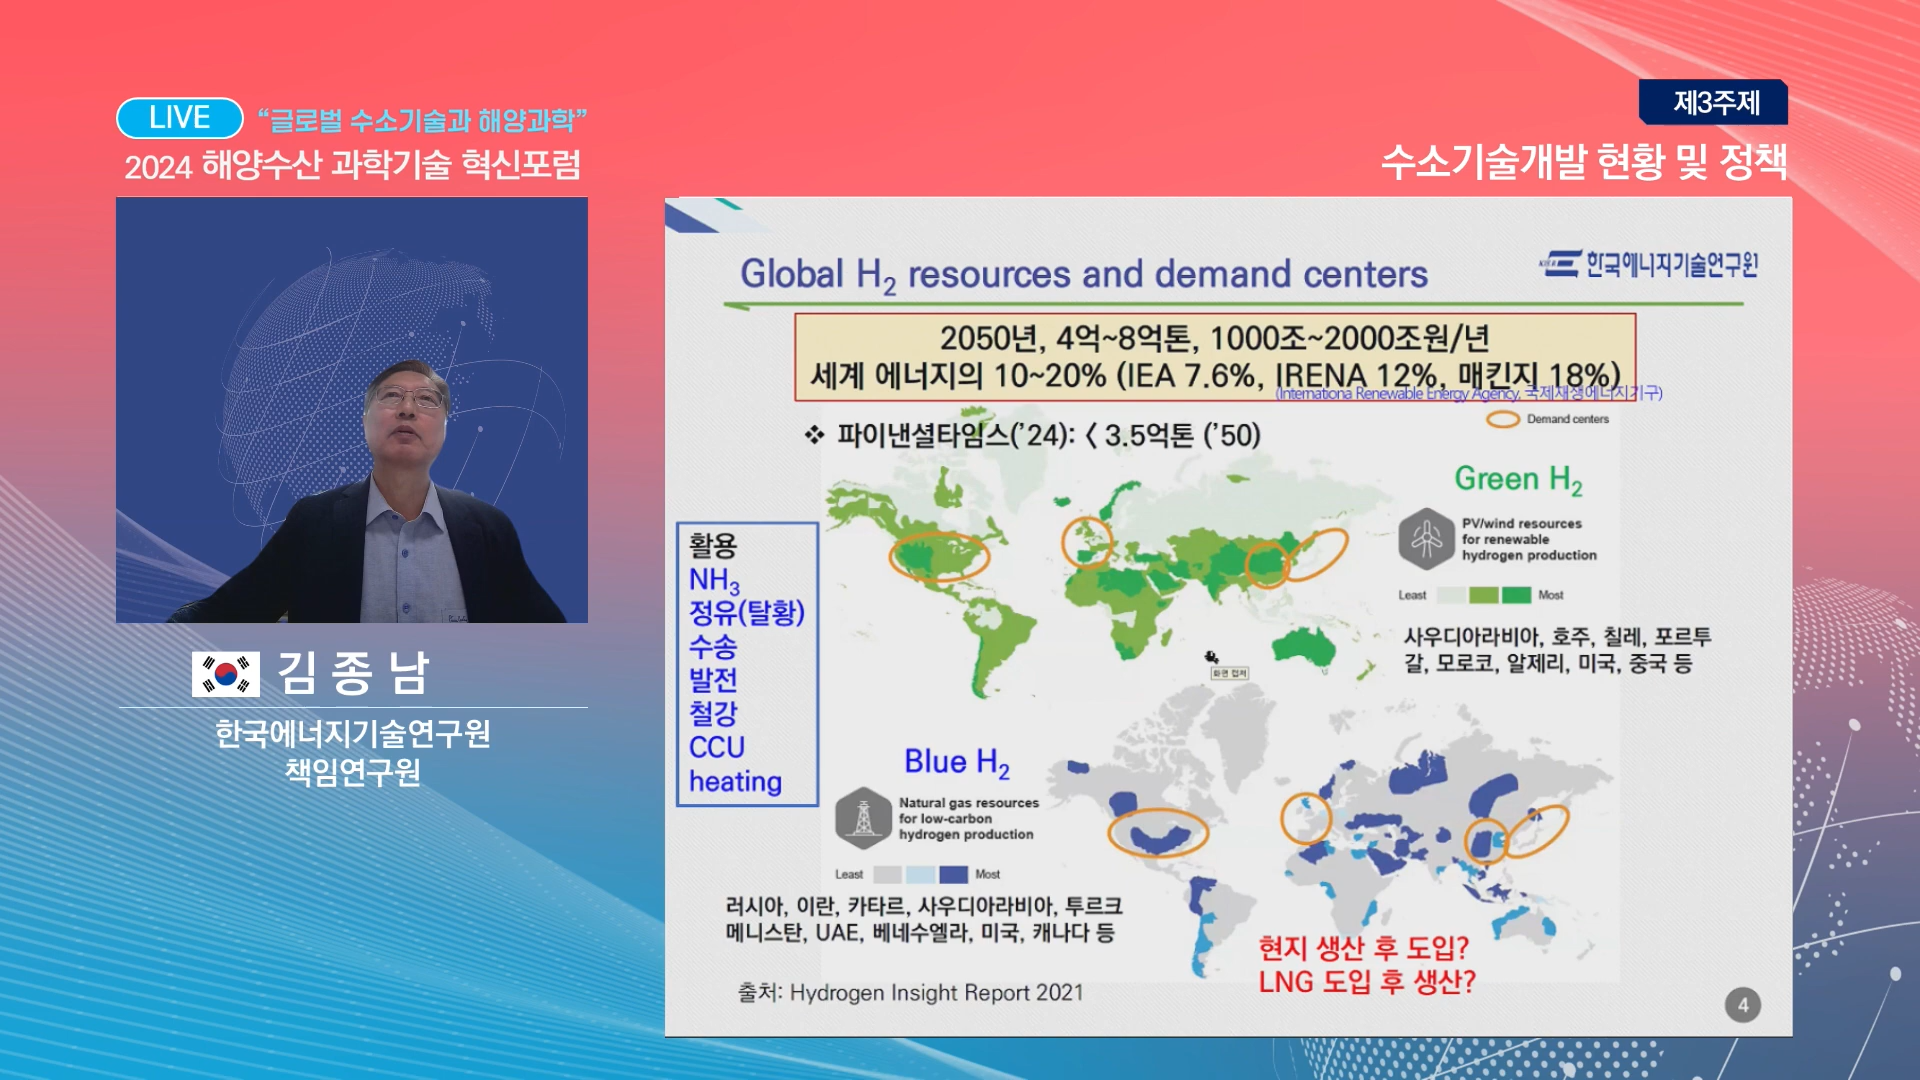 LIVE
“글로벌 수소기술과 해양과학”
2024 해양수산 과학기술 혁신포럼
제3주제
수소기술개발 현황 및 정책
김종남
한국에너지기술연구원
책임연구원
Global H₂ resources and demand centers
한국에너지기술연구원
2050년, 4억~8억톤, 1000조~2000조원/년
세계 에너지의 10~20% (IEA 7.6%, IRENA 12%, 매킨지 18%)
(Internationa Renewable Energy Agency, 국제재생에너지기구)
❖ 파이낸셜타임스(’24): < 3.5억톤 (’50)
Demand centers
Green H₂
PV/wind resources
for renewable
hydrogen production
Least
Most
사우디아라비아, 호주, 칠레, 포르투
갈, 모로코, 알제리, 미국, 중국 등
활용
NH₃
정유(탈황)
수송
발전
철강
CCU
heating
화면 캡처
Blue H₂
Natural gas resources
for low-carbon
hydrogen production
Least
Most
러시아, 이란, 카타르, 사우디아라비아, 투르크
메니스탄, UAE, 베네수엘라, 미국, 캐나다 등
현지 생산 후 도입?
LNG 도입 후 생산?
출처: Hydrogen Insight Report 2021
4